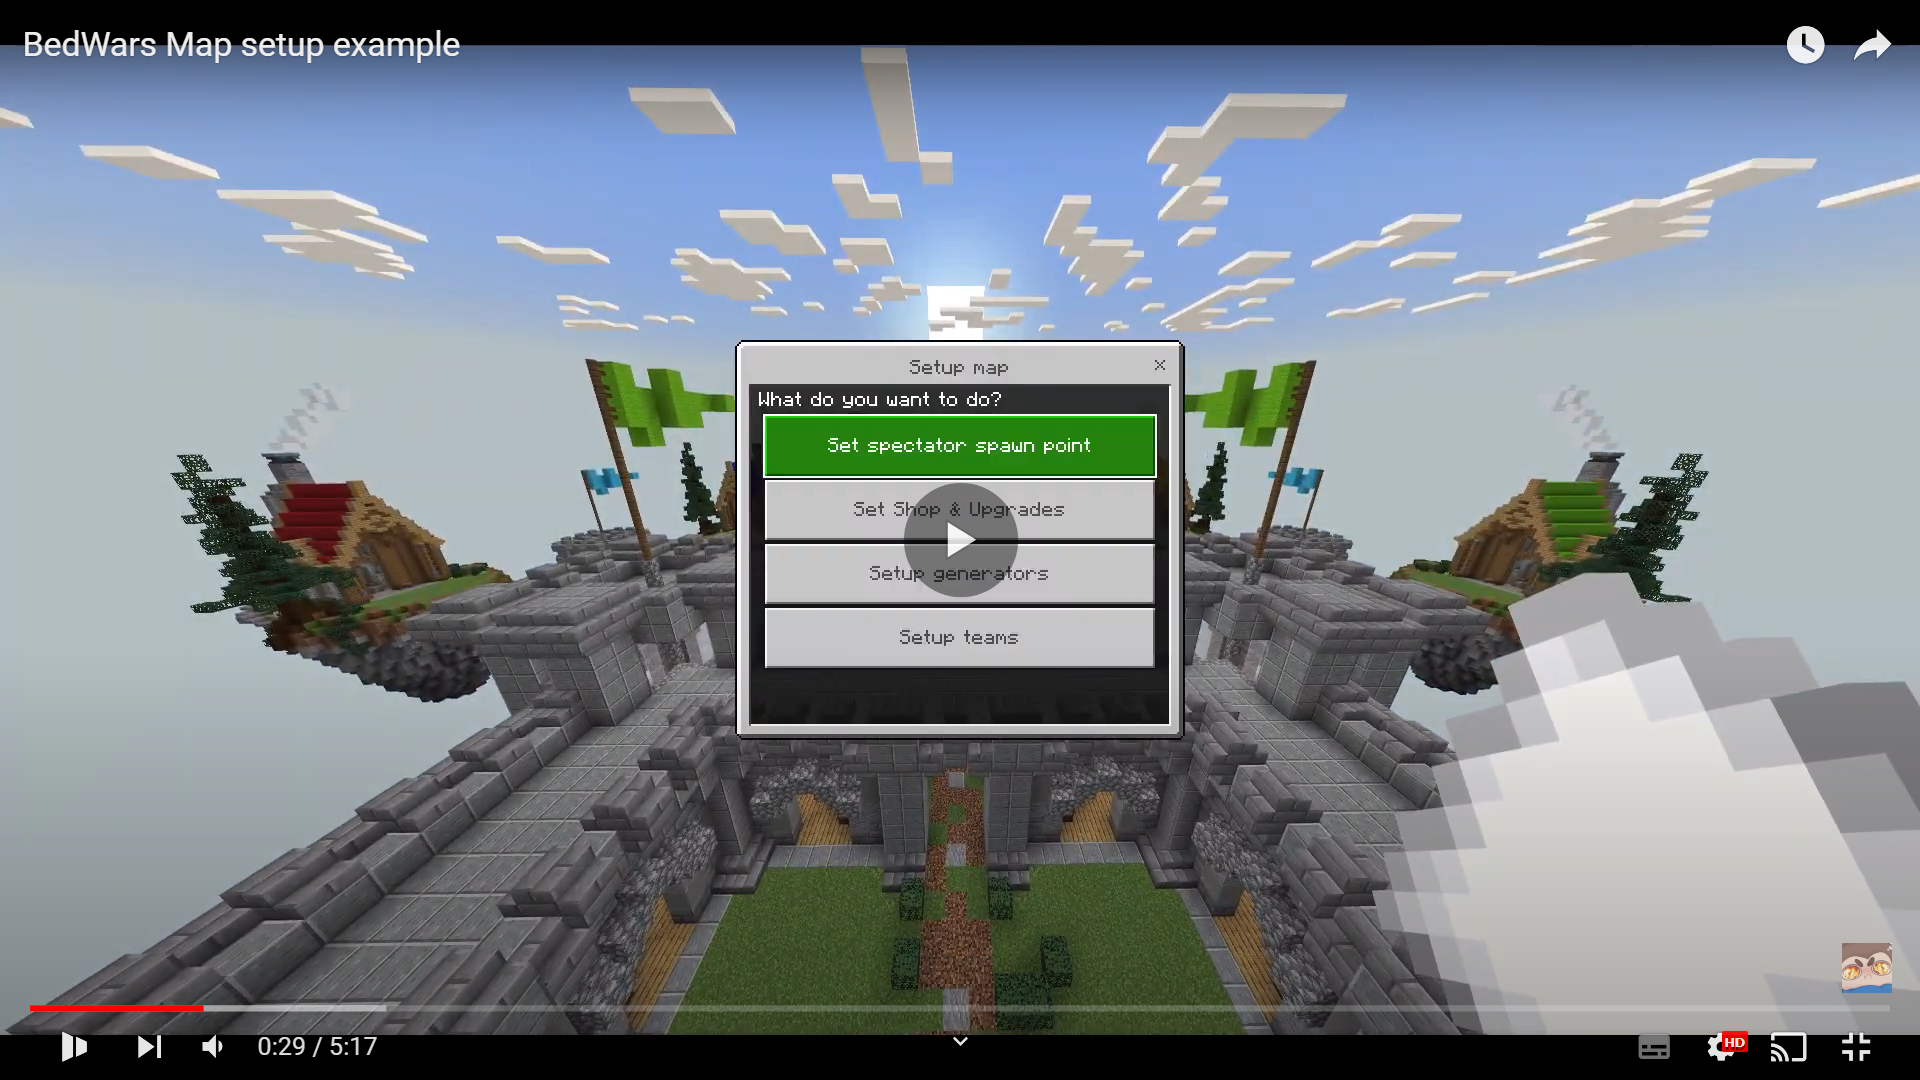 BedWars Map setup example
Setup map
What do you want to do?
Set spectator spawn point
Set Shop & Upgrades
Setup generators
Setup teams
0:29 / 5:17
HD